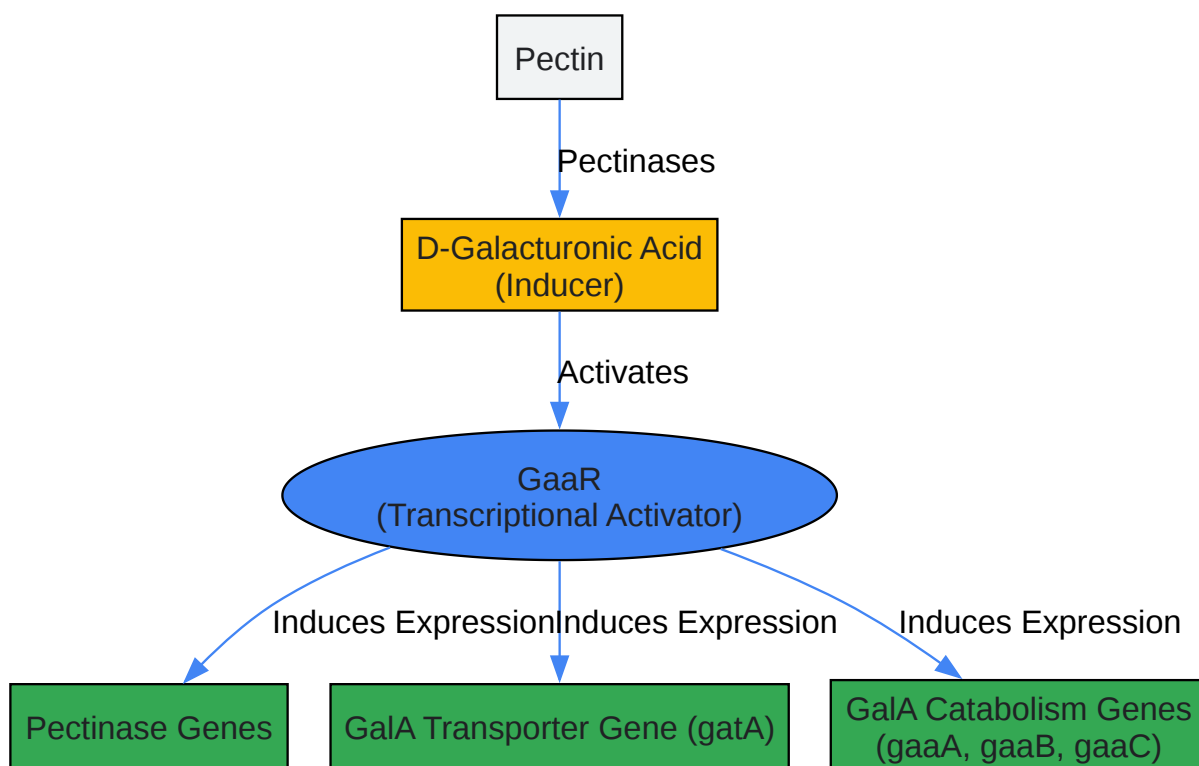 Pectin
Pectinases
D-Galacturonic Acid
(Inducer)
Activates
GaaR
(Transcriptional Activator)
Induces Expression
Induces Expression
Induces Expression
Pectinase Genes
GalA Transporter Gene (gatA)
GalA Catabolism Genes
(gaaA, gaaB, gaaC)